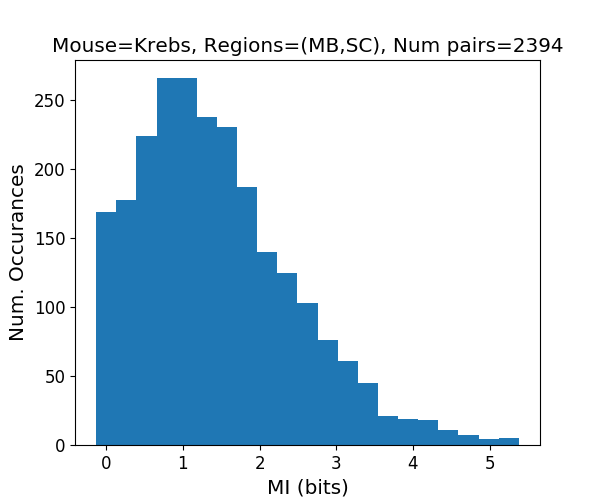 Mouse=Krebs, Regions=(MB,SC), Num pairs=2394
250
200
150
100
50
0
Num. Occurances
0 1 2 3 4 5
MI (bits)